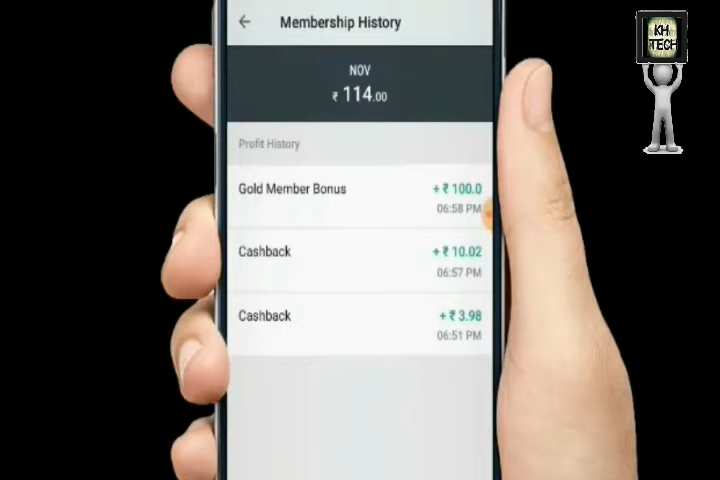 Membership History
NOV
₹ 114.00
Profit History
Gold Member Bonus + ₹ 100.0
06:58 PM
Cashback + ₹ 10.02
06:57 PM
Cashback + ₹ 3.98
06:51 PM
KH
TECH